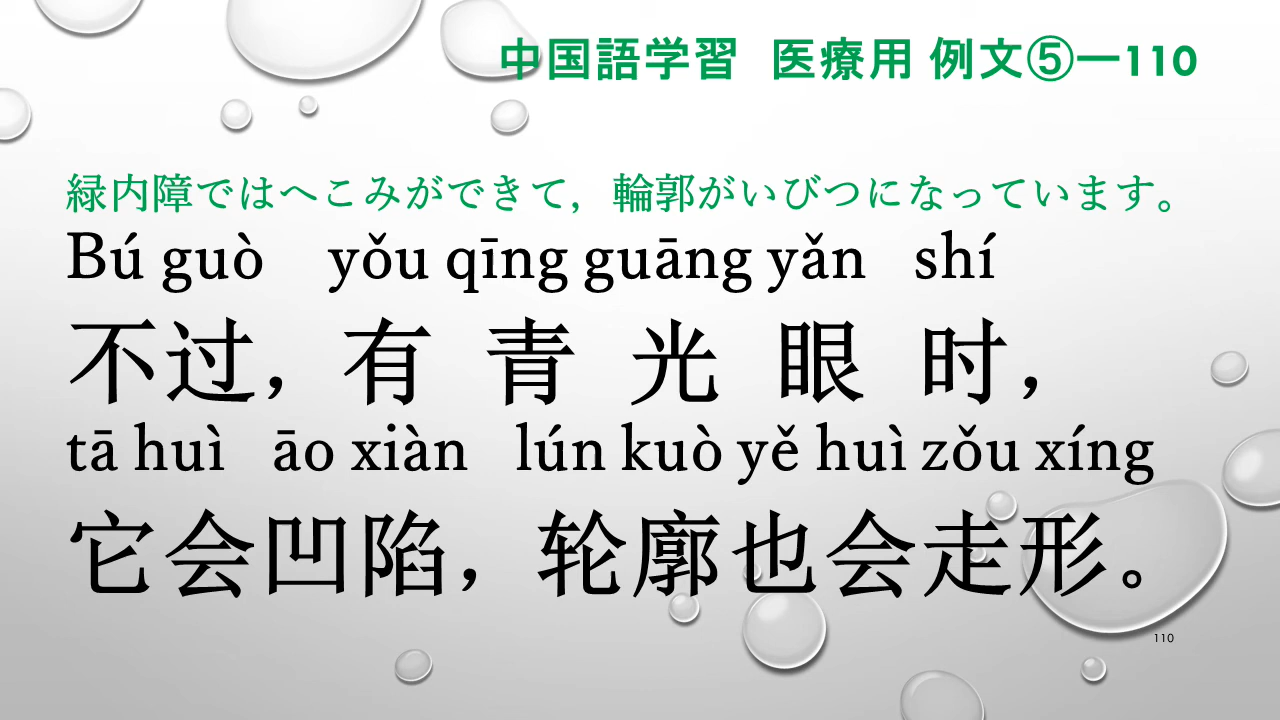 中国語学習 医療用 例文⑤ー110
緑内障ではへこみができて，輪郭がいびつになっています。
Bú guò yǒu qīng guāng yǎn shí
不过，有 青 光 眼 时，
tā huì āo xiàn lún kuò yě huì zǒu xíng
它会凹陷，轮廓也会走形。
110